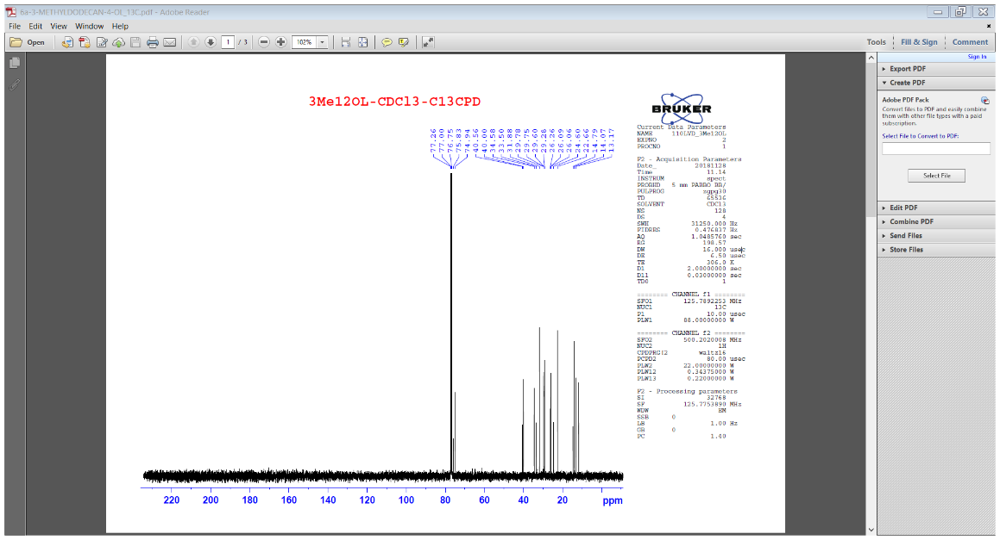 6a-3-METHYEDODECAN-4-OL_13C.pdf - Adobe Reader
File Edit View Window Help
Open 1 / 3 102% Tools Fill & Sign Comment
Sign In
Export PDF
Create PDF
Adobe PDF Pack
Convert files to PDF and easily combine
them with other file types with a paid
subscription.
Select File to Convert to PDF:
Select File
Edit PDF
Combine PDF
Send Files
Store Files
3Me12OL-CDCl3-C13CPD
77.26
77.00
76.75
75.83
74.94
40.56
40.00
34.58
33.50
31.88
29.78
29.75
29.60
29.28
26.26
26.09
26.06
24.60
22.66
14.79
14.07
13.17
BRUKER
Current Data Parameters
NAME 110LVD_3Me12OL
EXPNO 2
PROCNO 1
F2 - Acquisition Parameters
Date_ 20181128
Time 11.14
INSTRUM spect
PROBHD 5 mm PABBO BB/
PULPROG zgpg30
TD 65536
SOLVENT CDCl3
NS 128
DS 4
SWH 31250.000 Hz
FIDRES 0.476837 Hz
AQ 1.0485760 sec
RG 198.57
DW 16.000 usec
DE 6.50 usec
TE 306.0 K
D1 2.00000000 sec
D11 0.03000000 sec
TD0 1
======== CHANNEL f1 ========
SFO1 125.7892253 MHz
NUC1 13C
P1 10.00 usec
PLW1 88.00000000 W
======== CHANNEL f2 ========
SFO2 500.2020008 MHz
NUC2 1H
CPDPRG[2 waltz16
PCPD2 80.00 usec
PLW2 22.00000000 W
PLW12 0.34375000 W
PLW13 0.22000000 W
F2 - Processing parameters
SI 32768
SF 125.7753890 MHz
WDW EM
SSB 0
LB 1.00 Hz
GB 0
PC 1.40
220 200 180 160 140 120 100 80 60 40 20 ppm